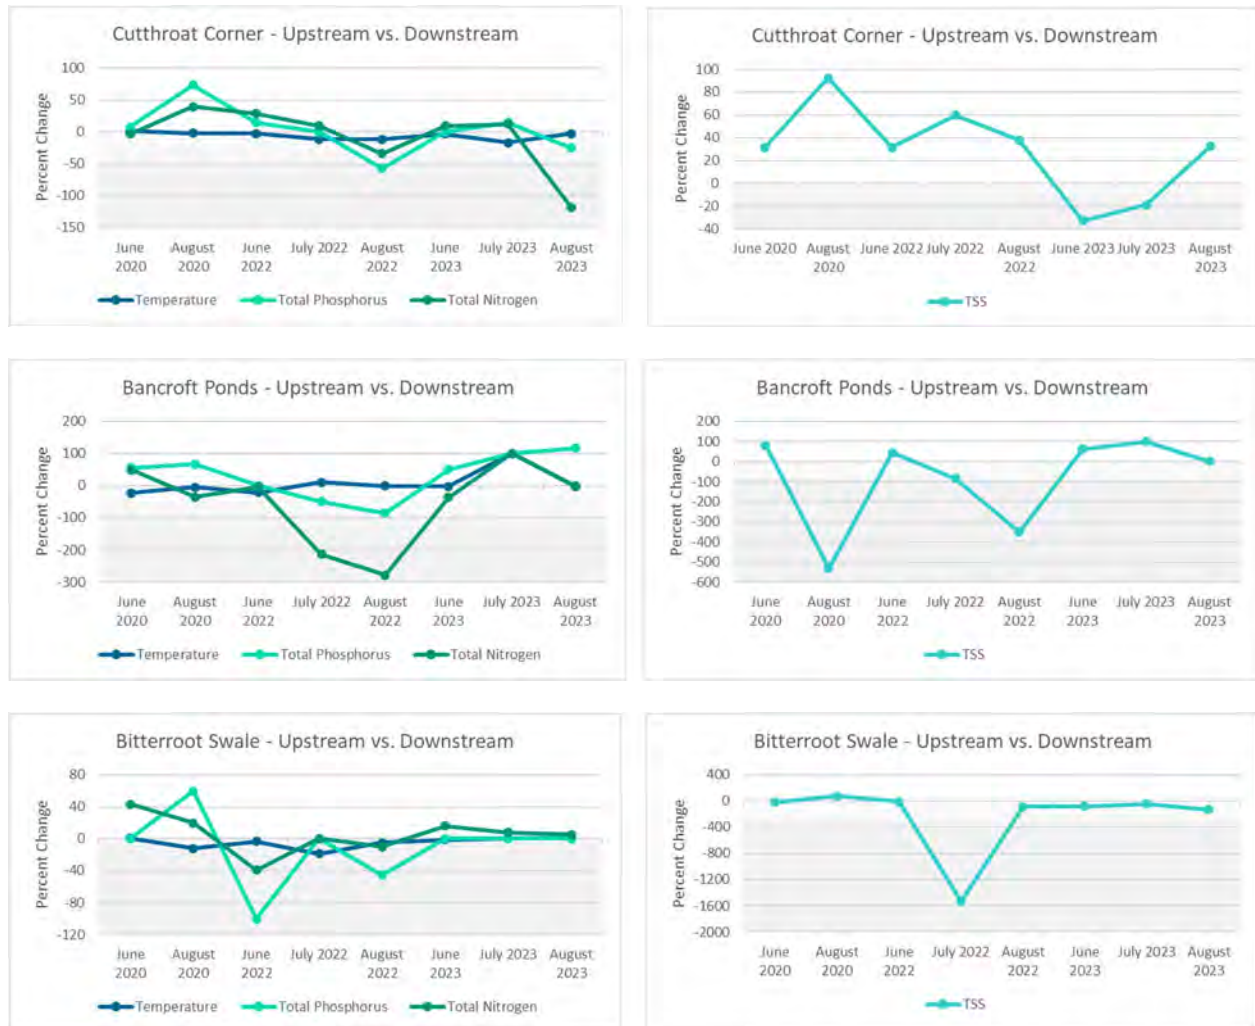 Cutthroat Corner - Upstream vs. Downstream
Percent Change
100
50
0
-50
-100
-150
June 2020
August 2020
June 2022
July 2022
August 2022
June 2023
July 2023
August 2023
Temperature
Total Phosphorus
Total Nitrogen
Cutthroat Corner - Upstream vs. Downstream
Percent Change
100
80
60
40
20
0
-20
-40
June 2020
August 2020
June 2022
July 2022
August 2022
June 2023
July 2023
August 2023
TSS
Bancroft Ponds - Upstream vs. Downstream
Percent Change
200
100
0
-100
-200
-300
June 2020
August 2020
June 2022
July 2022
August 2022
June 2023
July 2023
August 2023
Temperature
Total Phosphorus
Total Nitrogen
Bancroft Ponds - Upstream vs. Downstream
Percent Change
200
100
0
-100
-200
-300
-400
-500
-600
June 2020
August 2020
June 2022
July 2022
August 2022
June 2023
July 2023
August 2023
TSS
Bitterroot Swale - Upstream vs. Downstream
Percent Change
80
40
0
-40
-80
-120
June 2020
August 2020
June 2022
July 2022
August 2022
June 2023
July 2023
August 2023
Temperature
Total Phosphorus
Total Nitrogen
Bitterroot Swale - Upstream vs. Downstream
Percent Change
400
0
-400
-800
-1200
-1600
-2000
June 2020
August 2020
June 2022
July 2022
August 2022
June 2023
July 2023
August 2023
TSS